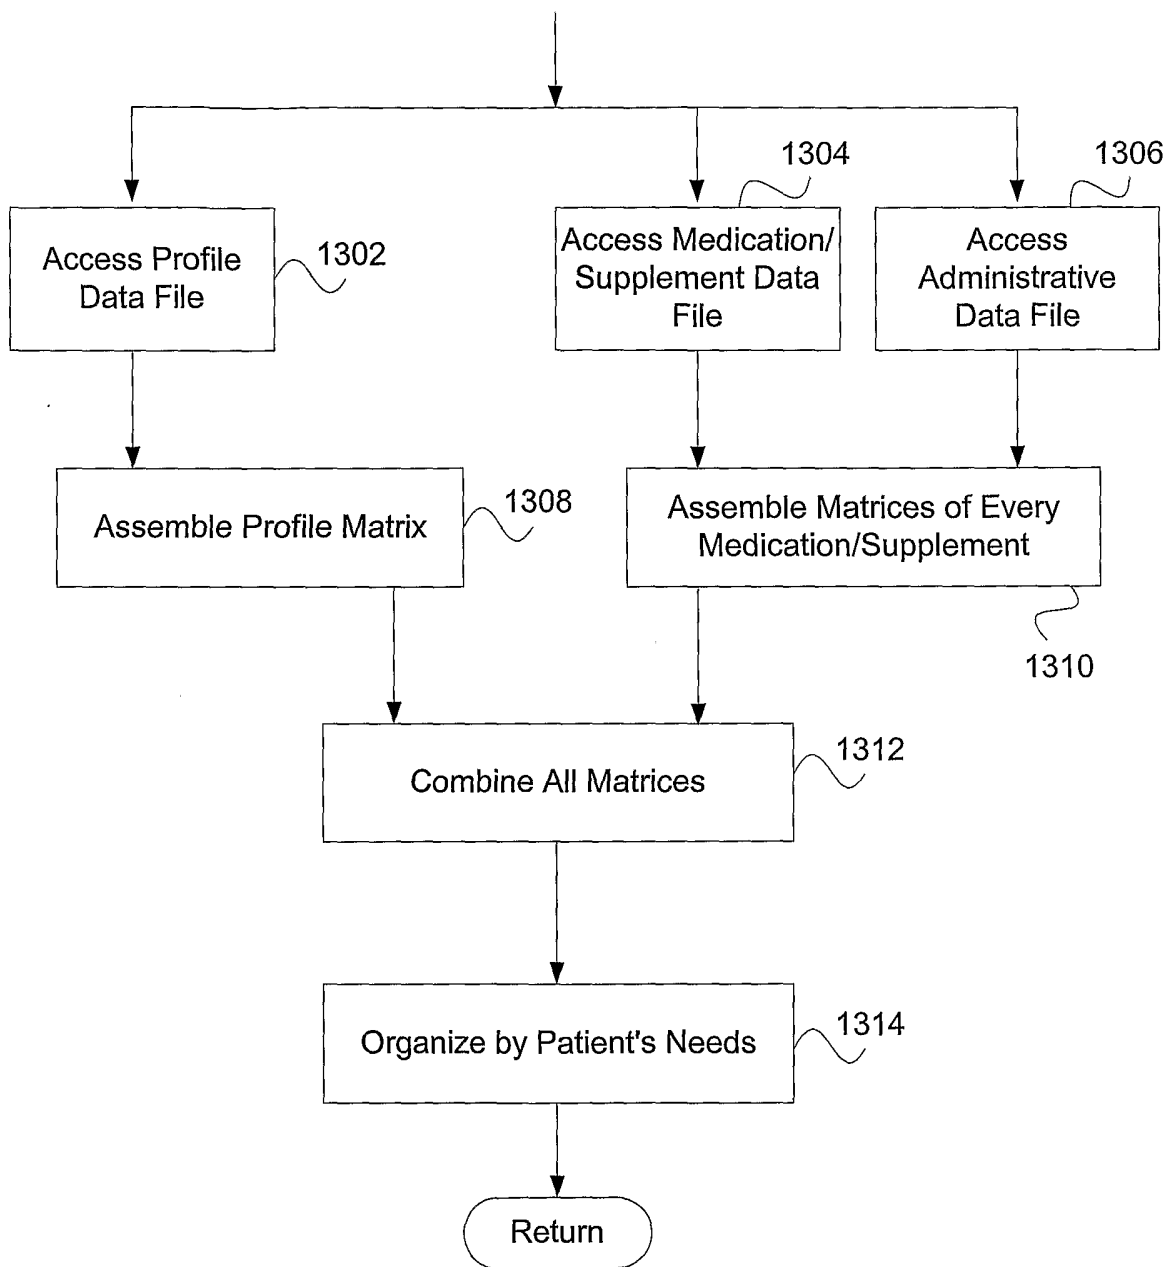 1304
1306
Access Profile
Data File
1302
Access Medication/
Supplement Data
File
Access
Administrative
Data File
Assemble Profile Matrix
1308
Assemble Matrices of Every
Medication/Supplement
1310
Combine All Matrices
1312
Organize by Patient's Needs
1314
Return